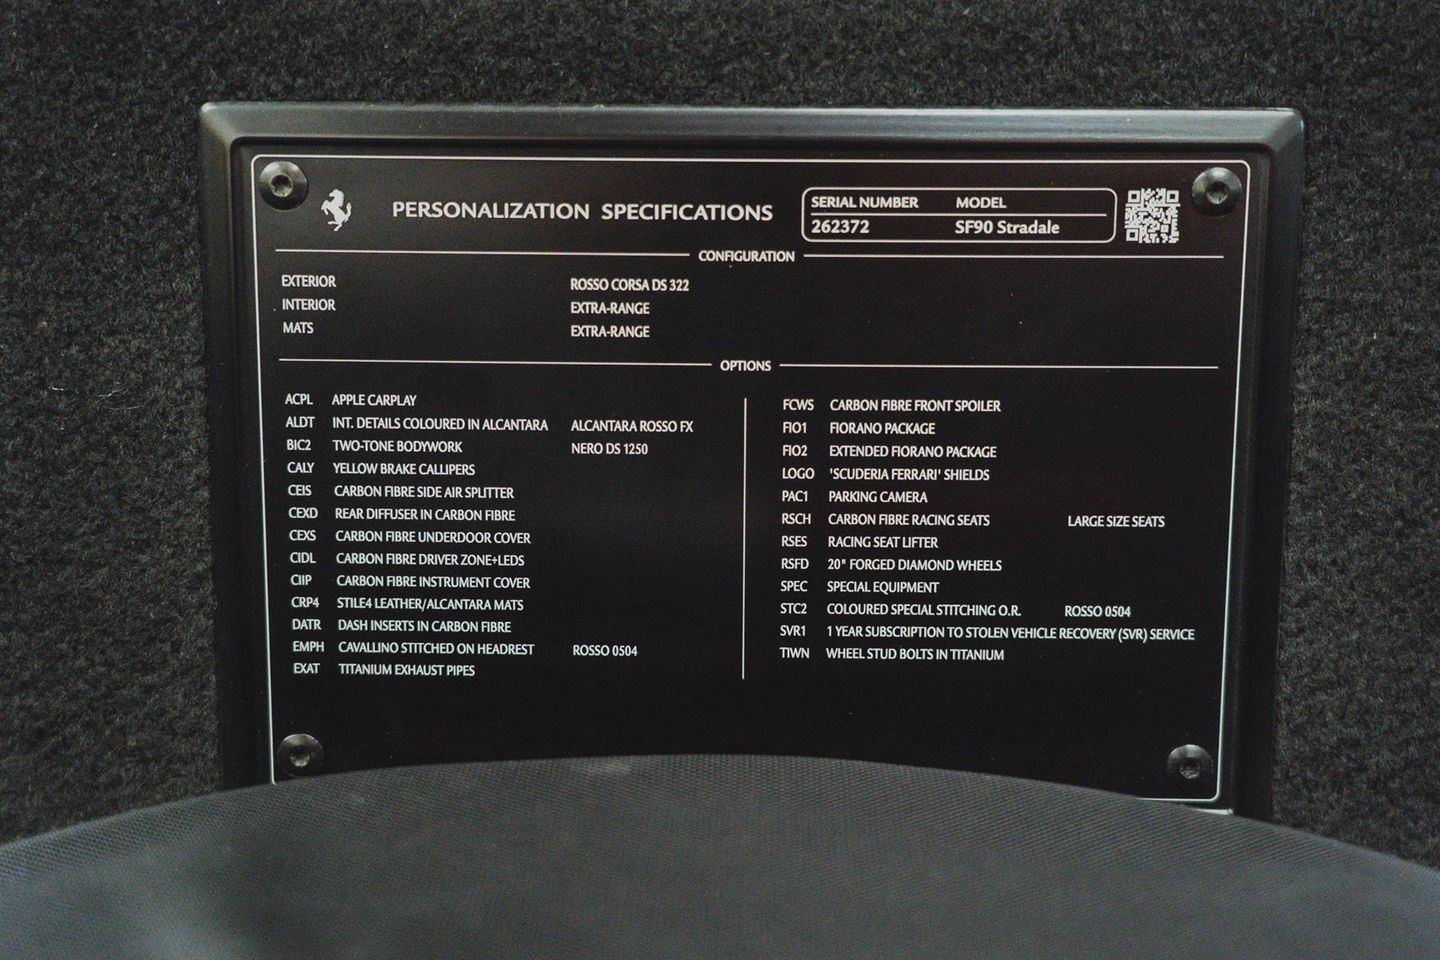 PERSONALIZATION SPECIFICATIONS
SERIAL NUMBER MODEL
262372 SF90 Stradale
CONFIGURATION
EXTERIOR ROSSO CORSA DS 322
INTERIOR EXTRA-RANGE
MATS EXTRA-RANGE
OPTIONS
ACPL APPLE CARPLAY
ALDT INT. DETAILS COLOURED IN ALCANTARA ALCANTARA ROSSO FX
BIC2 TWO-TONE BODYWORK NERO DS 1250
CALY YELLOW BRAKE CALLIPERS
CEIS CARBON FIBRE SIDE AIR SPLITTER
CEXD REAR DIFFUSER IN CARBON FIBRE
CEXS CARBON FIBRE UNDERDOOR COVER
CIDL CARBON FIBRE DRIVER ZONE+LEDS
CIIP CARBON FIBRE INSTRUMENT COVER
CRP4 STILE4 LEATHER/ALCANTARA MATS
DATR DASH INSERTS IN CARBON FIBRE
EMPH CAVALLINO STITCHED ON HEADREST ROSSO 0504
EXAT TITANIUM EXHAUST PIPES
FCWS CARBON FIBRE FRONT SPOILER
FIO1 FIORANO PACKAGE
FIO2 EXTENDED FIORANO PACKAGE
LOGO 'SCUDERIA FERRARI' SHIELDS
PAC1 PARKING CAMERA
RSCH CARBON FIBRE RACING SEATS LARGE SIZE SEATS
RSES RACING SEAT LIFTER
RSFD 20" FORGED DIAMOND WHEELS
SPEC SPECIAL EQUIPMENT
STC2 COLOURED SPECIAL STITCHING O.R. ROSSO 0504
SVR1 1 YEAR SUBSCRIPTION TO STOLEN VEHICLE RECOVERY (SVR) SERVICE
TIWN WHEEL STUD BOLTS IN TITANIUM